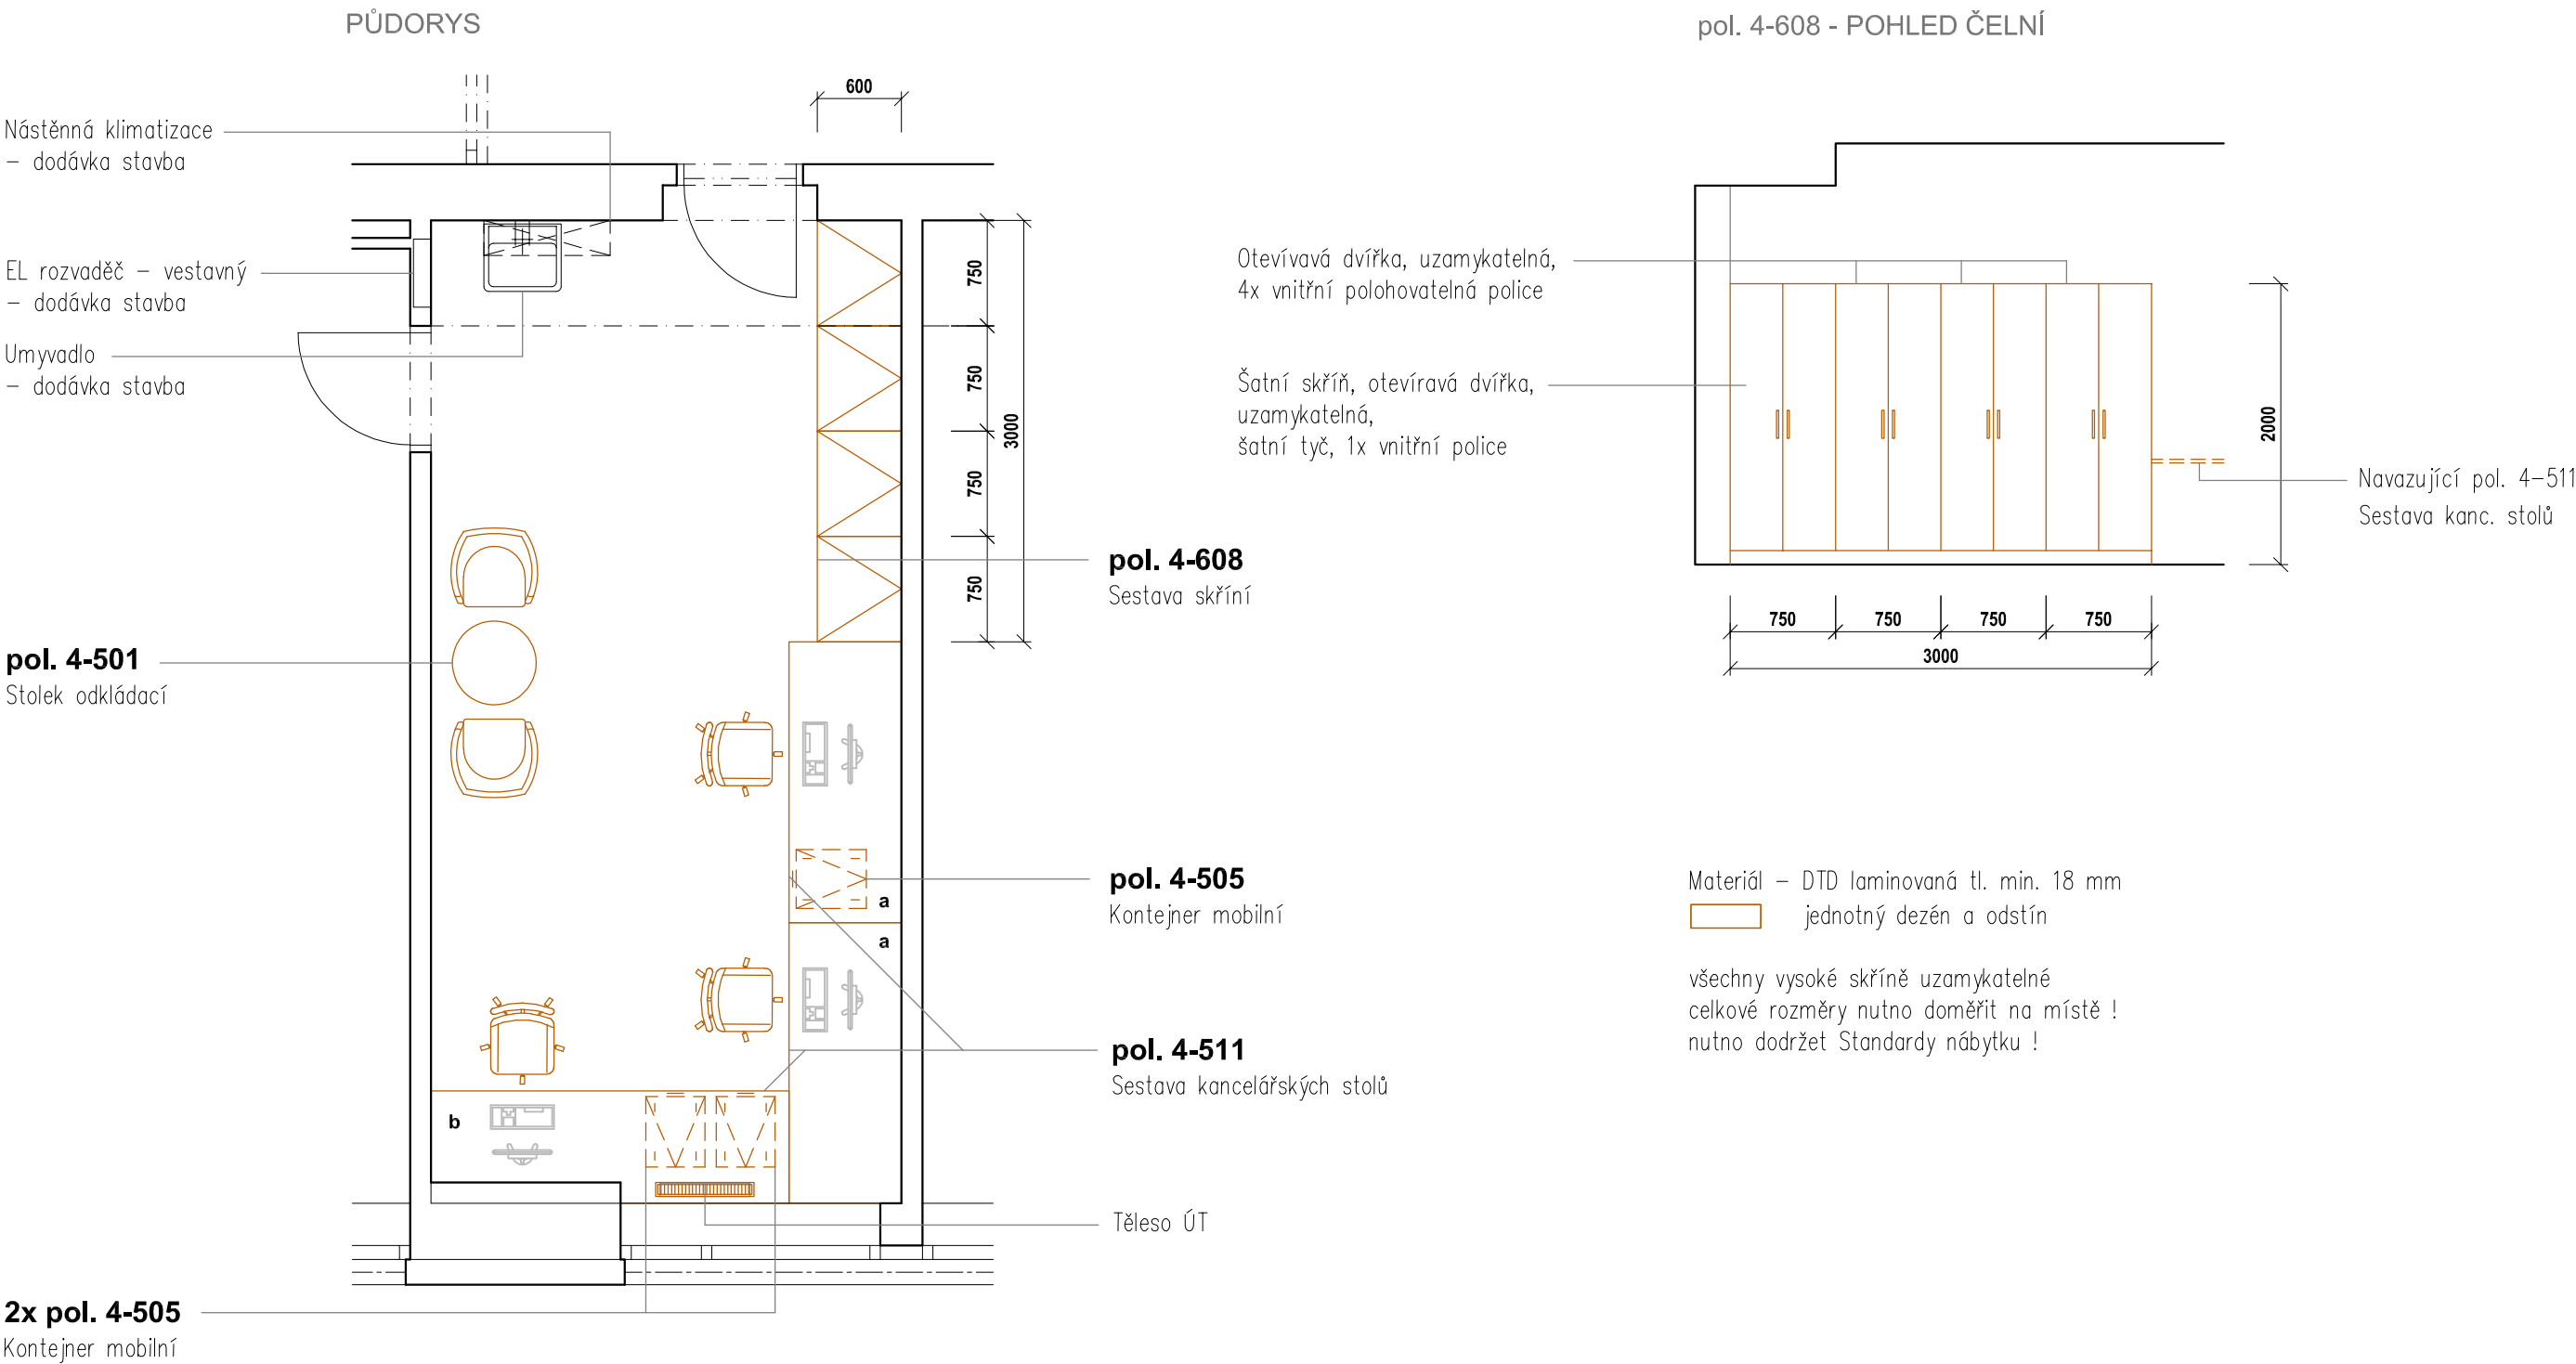 PŮDORYS
pol. 4-608 - POHLED ČELNÍ
600
Nástěnná klimatizace
– dodávka stavba
EL rozvaděč – vestavný
– dodávka stavba
Umyvadlo
– dodávka stavba
750
750
750
750
3000
pol. 4-608
Sestava skříní
pol. 4-501
Stolek odkládací
pol. 4-505
Kontejner mobilní
a
a
pol. 4-511
Sestava kancelářských stolů
b
Těleso ÚT
2x pol. 4-505
Kontejner mobilní
Otevívavá dvířka, uzamykatelná,
4x vnitřní polohovatelná police
Šatní skříň, otevíravá dvířka,
uzamykatelná,
šatní tyč, 1x vnitřní police
2000
Navazující pol. 4–511
Sestava kanc. stolů
750
750
750
750
3000
Materiál – DTD laminovaná tl. min. 18 mm
jednotný dezén a odstín
všechny vysoké skříně uzamykatelné
celkové rozměry nutno doměřit na místě !
nutno dodržet Standardy nábytku !